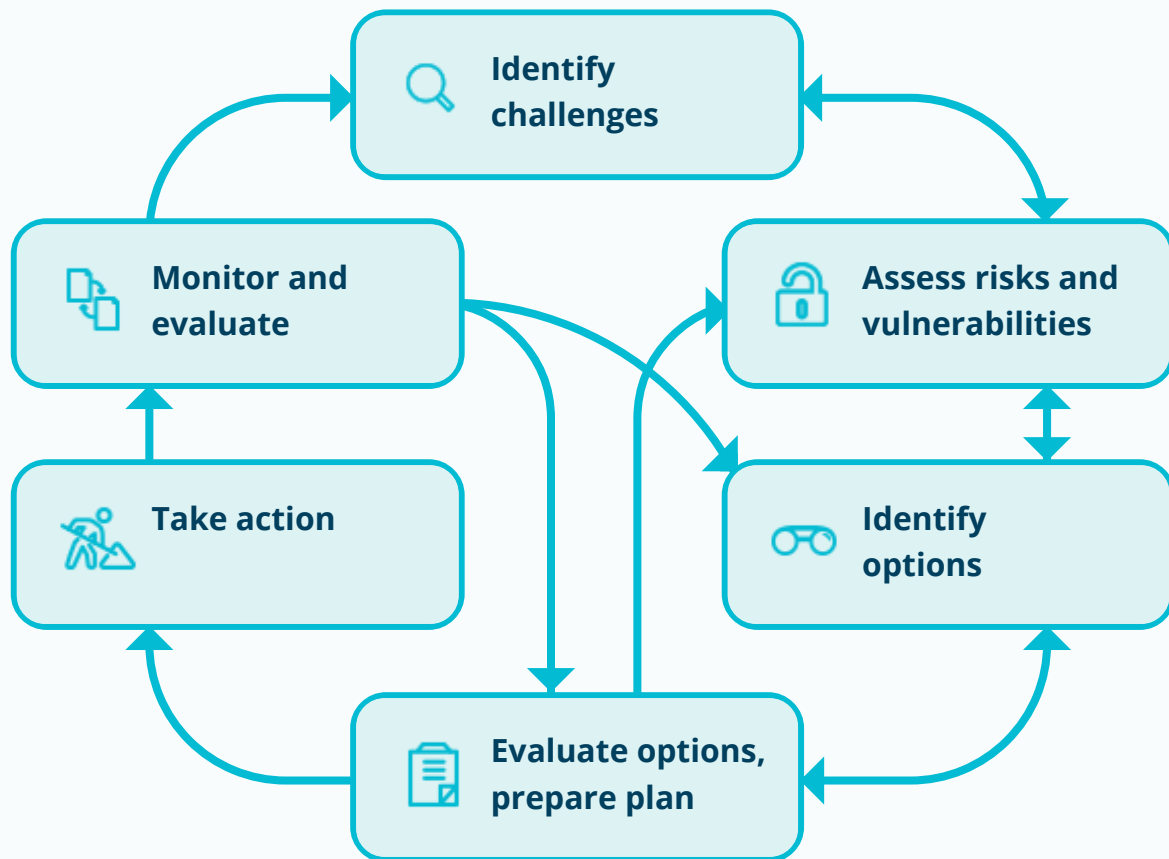 Identify
challenges
Monitor and
evaluate
Assess risks and
vulnerabilities
Take action
Identify
options
Evaluate options,
prepare plan